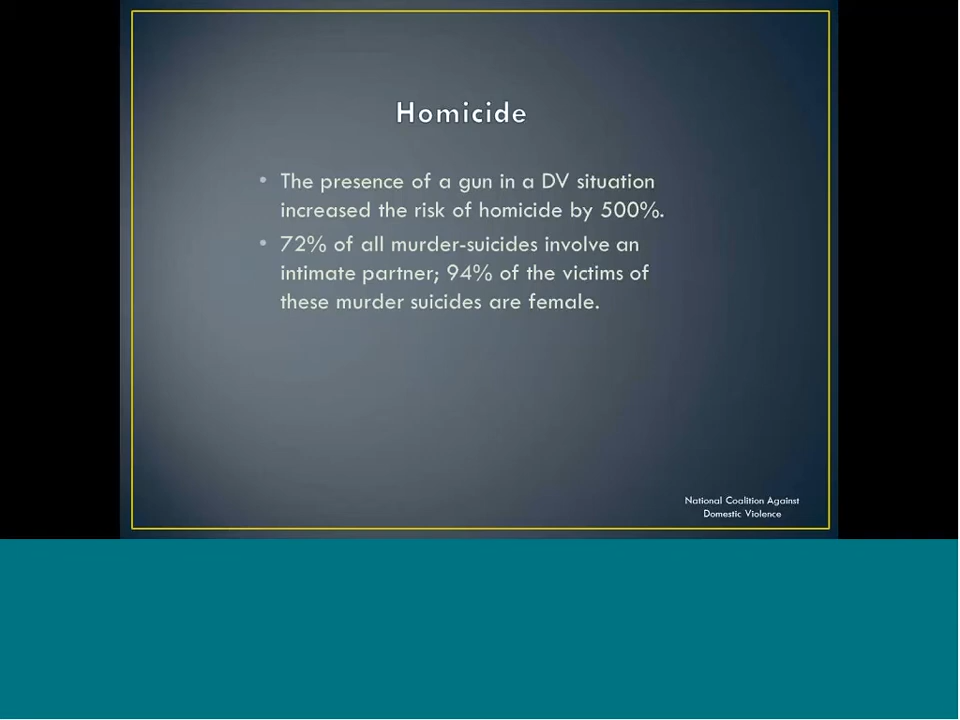 Homicide
• The presence of a gun in a DV situation
increased the risk of homicide by 500%.
• 72% of all murder-suicides involve an
intimate partner; 94% of the victims of
these murder suicides are female.
National Coalition Against
Domestic Violence